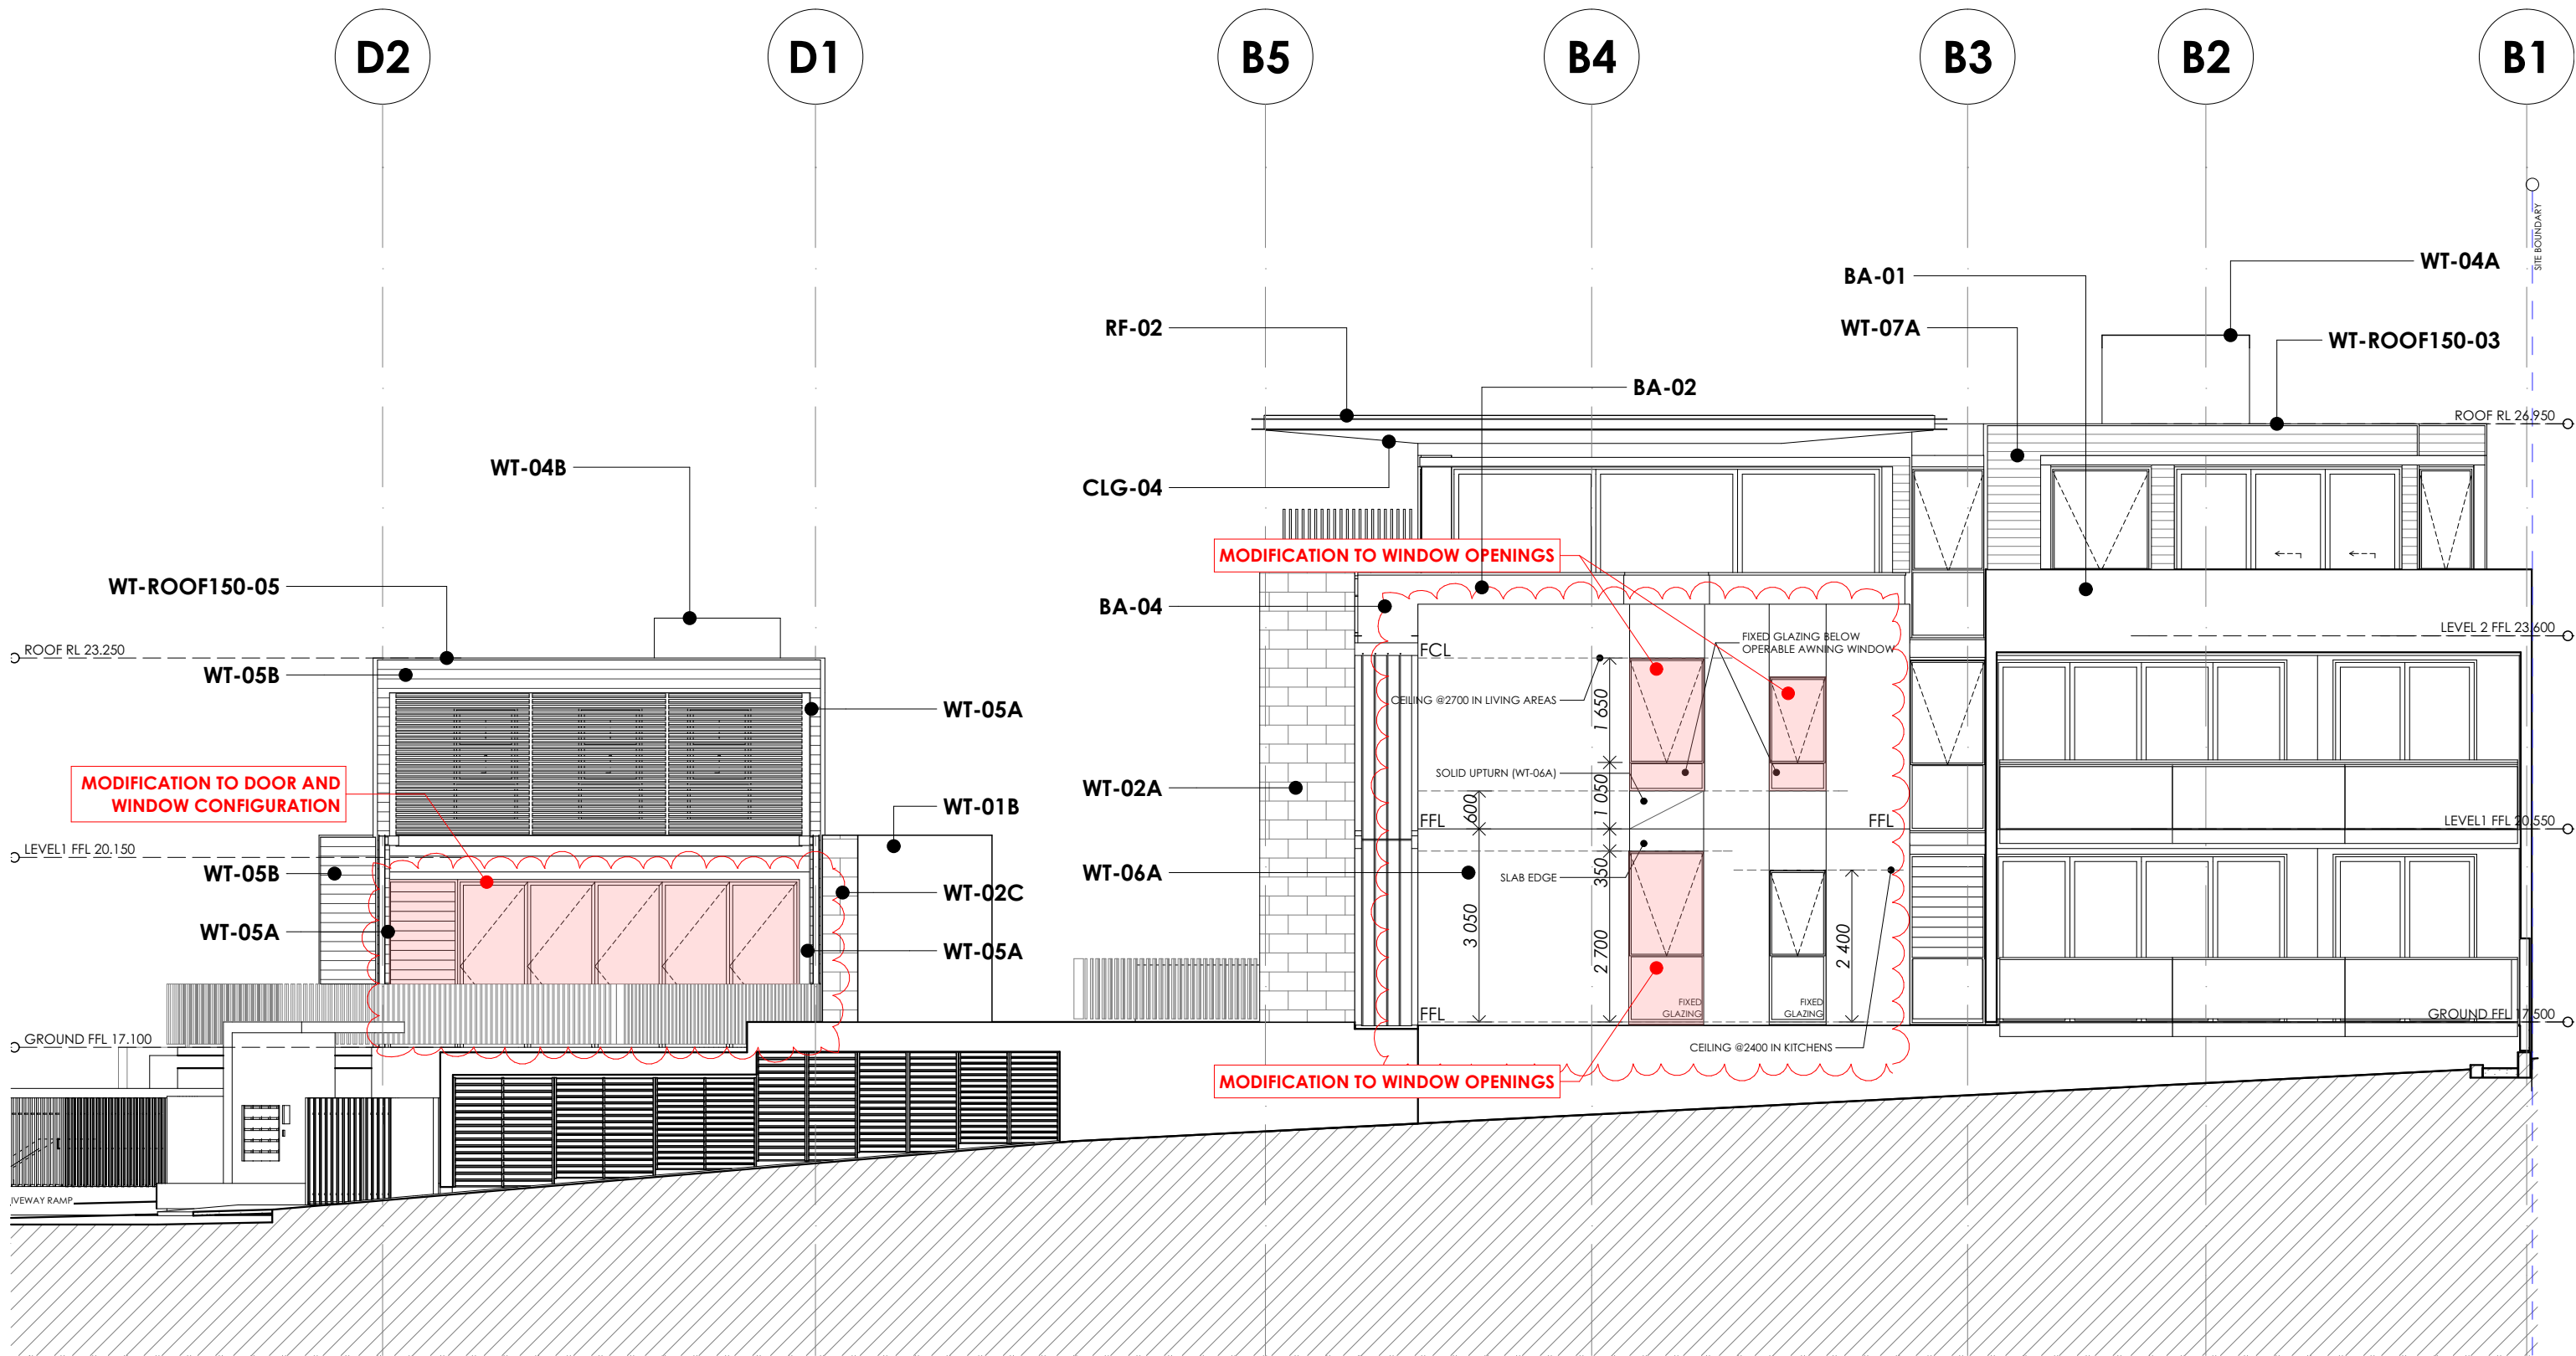 D2
D1
B5
B4
B3
B2
B1
SITE BOUNDARY
WT-04A
BA-01
RF-02
WT-07A
WT-ROOF150-03
BA-02
ROOF RL 26.950
WT-04B
CLG-04
MODIFICATION TO WINDOW OPENINGS
WT-ROOF150-05
BA-04
LEVEL 2 FFL 23.600
FIXED GLAZING BELOW
OPERABLE AWNING WINDOW
ROOF RL 23.250
FCL
WT-05B
CEILING @2700 IN LIVING AREAS
1 650
WT-05A
MODIFICATION TO DOOR AND
WINDOW CONFIGURATION
SOLID UPTURN (WT-06A)
WT-02A
WT-01B
600
1 050
FFL
FFL
LEVEL1 FFL 20.550
LEVEL1 FFL 20.150
WT-05B
WT-06A
SLAB EDGE
350
WT-02C
WT-05A
WT-05A
3 050
2 700
2 400
FIXED
GLAZING
FIXED
GLAZING
FFL
GROUND FFL 17.500
GROUND FFL 17.100
CEILING @2400 IN KITCHENS
MODIFICATION TO WINDOW OPENINGS
IVEWAY RAMP